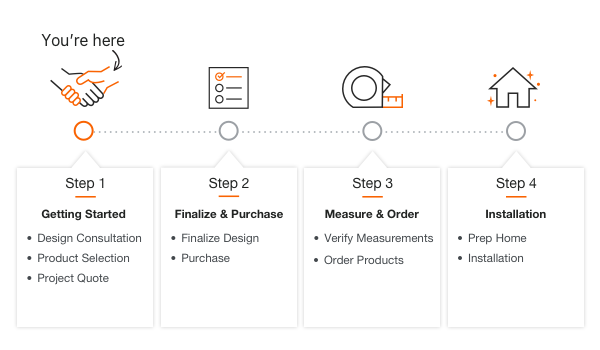 You're here
Step 1
Getting Started
• Design Consultation
• Product Selection
• Project Quote
Step 2
Finalize & Purchase
• Finalize Design
• Purchase
Step 3
Measure & Order
• Verify Measurements
• Order Products
Step 4
Installation
• Prep Home
• Installation